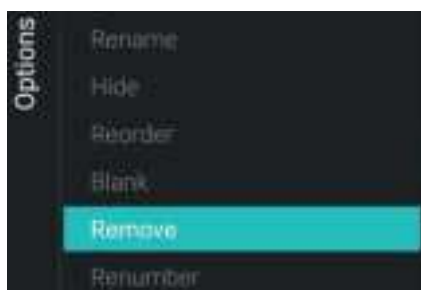 Options
Rename
Hide
Reorder
Blank
Remove
Renumber